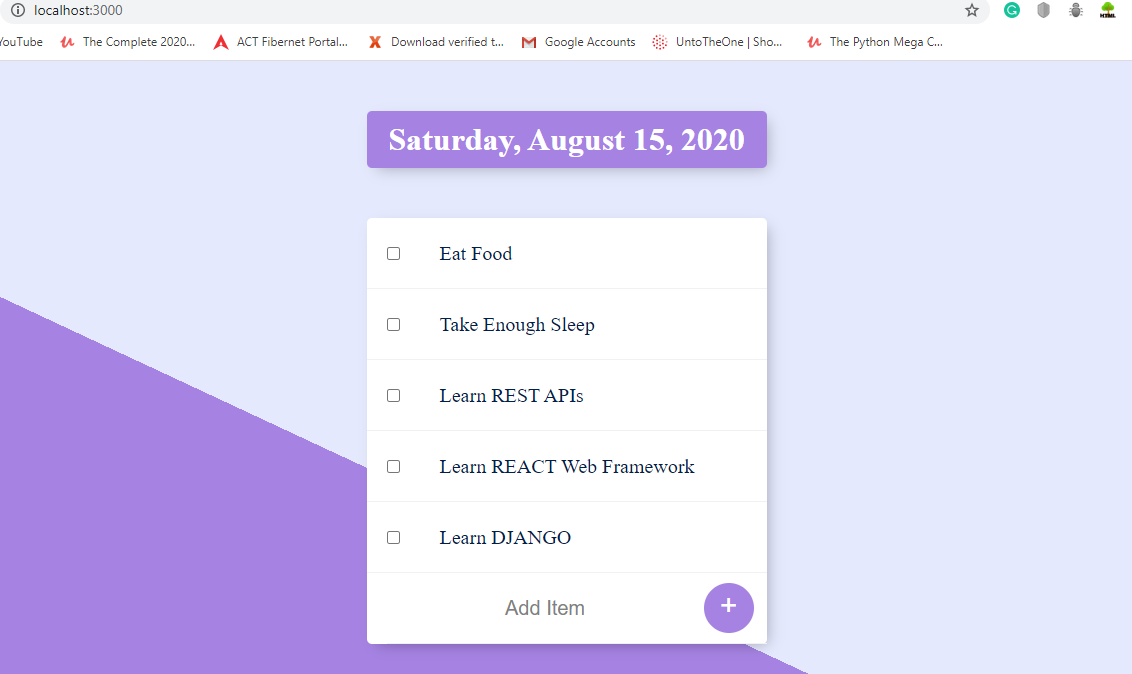 localhost:3000
YouTube The Complete 2020... ACT Fibernet Portal... Download verified t... Google Accounts UntoTheOne | Sho... The Python Mega C...
Saturday, August 15, 2020
Eat Food
Take Enough Sleep
Learn REST APIs
Learn REACT Web Framework
Learn DJANGO
Add Item +